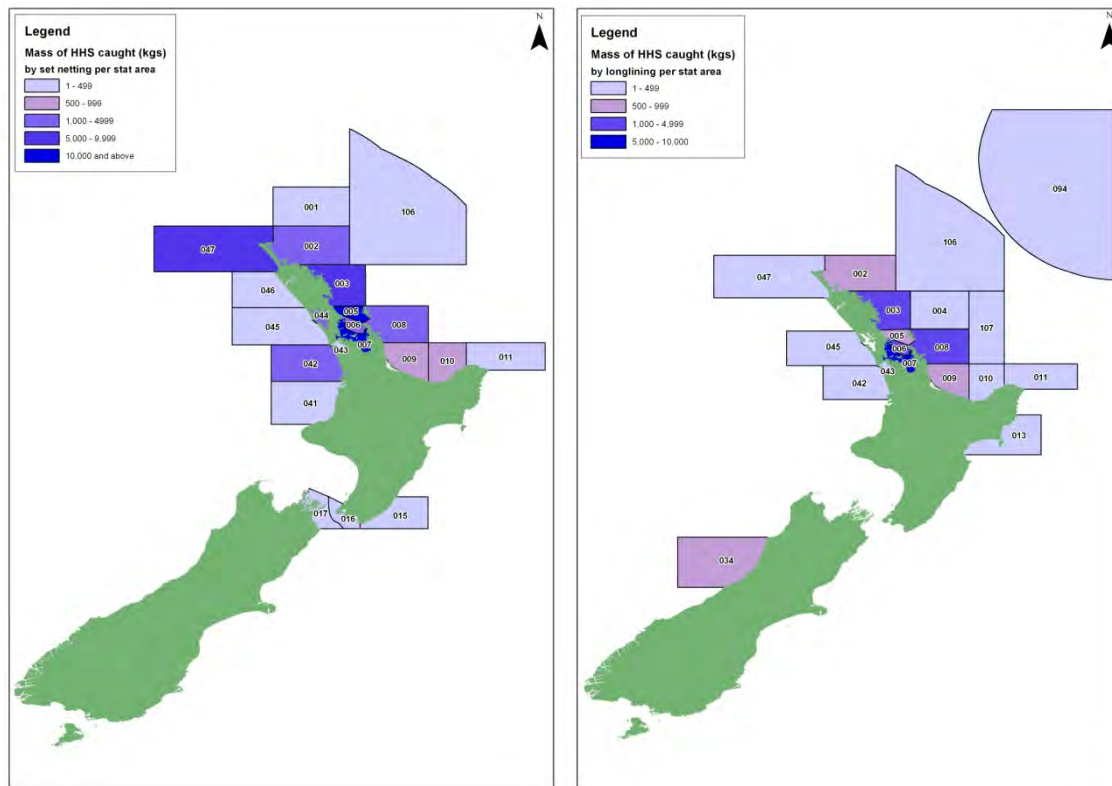 N
Legend
Mass of HHS caught (kgs)
by set netting per stat area
1 - 499
500 - 999
1,000 - 4999
5,000 - 9.999
10,000 and above
001
106
047
002
003
046
044
005
006
008
045
007
043
042
009
010
011
041
017
016
015
N
Legend
Mass of HHS caught (kgs)
by longlining per stat area
1 - 499
500 - 999
1,000 - 4,999
5,000 - 10,000
094
106
047
002
003
004
107
005
006
008
045
007
043
042
009
010
011
013
034